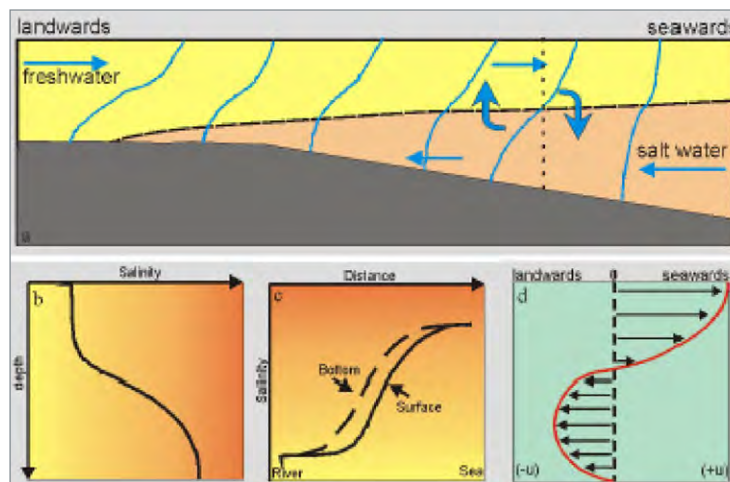 landwards seawards
freshwater
salt water
a
Salinity
b
depth
Distance
c
Salinity
Bottom
Surface
River Sea
landwards 0 seawards
d
(-u) (+u)